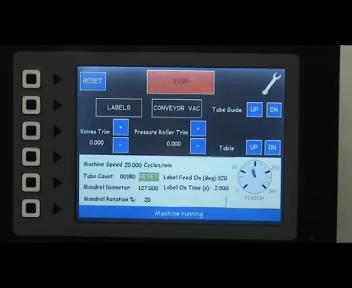 RESET STOP
LABELS CONVEYOR VAC Tube Guide UP DN
Knives Trim + Pressure Roller Trim +
0.000 - 0.000 - Table UP DN
Machine Speed 20.000 Cycles/min
Tube Count: 00180 RESET Label Feed On (deg): 320
Mandrel Diameter: 127.000 Label On Time (s): 2.500
Mandrel Rotation %: 20 TIMING
Machine running